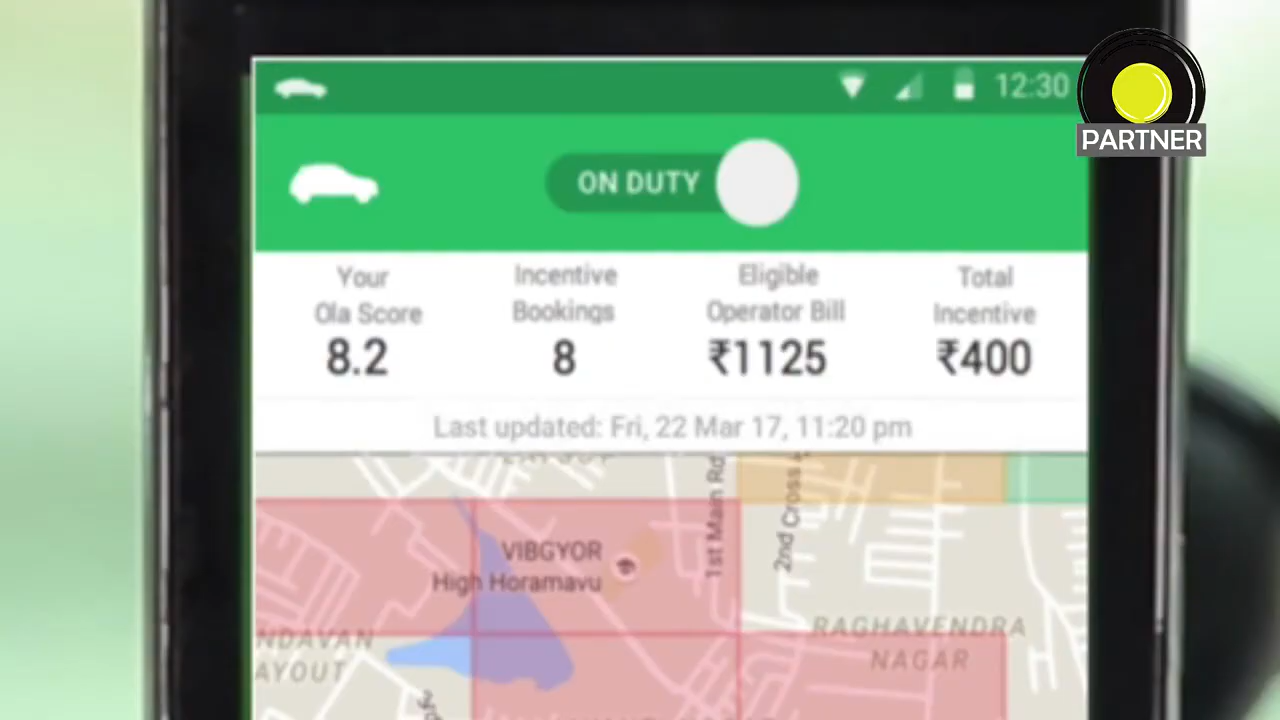 12:30
PARTNER
ON DUTY
Your
Ola Score
8.2
Incentive
Bookings
8
Eligible
Operator Bill
₹1125
Total
Incentive
₹400
Last updated: Fri, 22 Mar 17, 11:20 pm
1st Main Rd
2nd Cross
VIBGYOR
High Horamavu
NDAVAN
AYOUT
RAGHAVENDRA
NAGAR